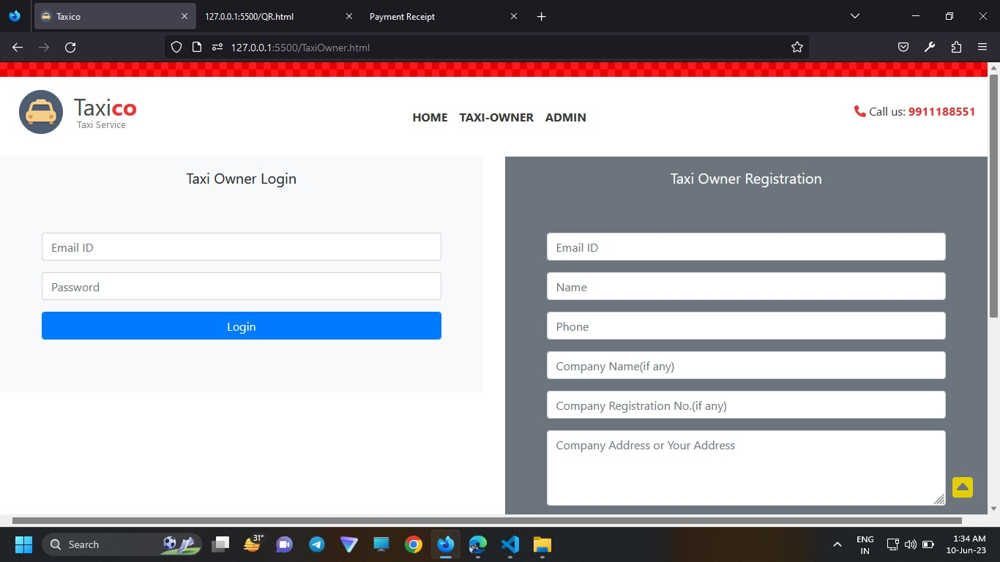 Taxico
127.0.0.1:5500/QR.html
Payment Receipt
127.0.0.1:5500/TaxiOwner.html
Taxico
Taxi Service
HOME TAXI-OWNER ADMIN
Call us: 9911188551
Taxi Owner Login
Email ID
Password
Login
Taxi Owner Registration
Email ID
Name
Phone
Company Name(if any)
Company Registration No.(if any)
Company Address or Your Address
Search
31°
ENG
IN
1:34 AM
10-Jun-23